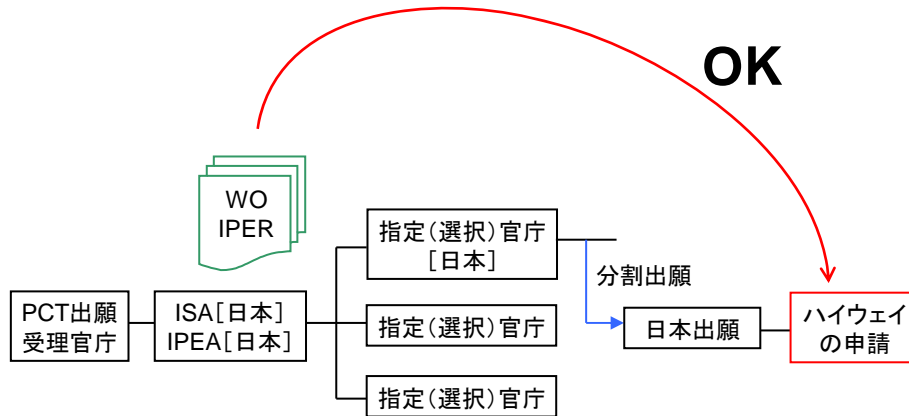 OK
WO
IPER
指定(選択)官庁
[日本]
分割出願
PCT出願
受理官庁
ISA[日本]
IPEA[日本]
指定(選択)官庁
日本出願
ハイウェイ
の申請
指定(選択)官庁